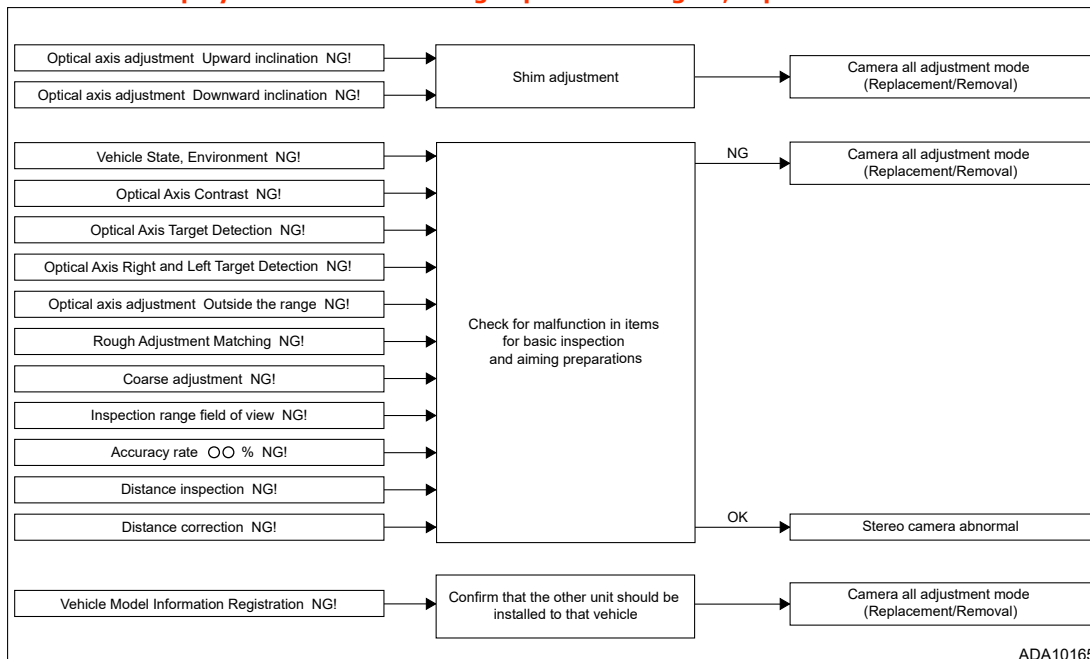 Optical axis adjustment Upward inclination NG!
Optical axis adjustment Downward inclination NG!
Shim adjustment
Camera all adjustment mode
(Replacement/Removal)
Vehicle State, Environment NG!
Optical Axis Contrast NG!
Optical Axis Target Detection NG!
Optical Axis Right and Left Target Detection NG!
Optical axis adjustment Outside the range NG!
Rough Adjustment Matching NG!
Coarse adjustment NG!
Inspection range field of view NG!
Accuracy rate ○○ % NG!
Distance inspection NG!
Distance correction NG!
Check for malfunction in items
for basic inspection
and aiming preparations
NG
Camera all adjustment mode
(Replacement/Removal)
OK
Stereo camera abnormal
Vehicle Model Information Registration NG!
Confirm that the other unit should be
installed to that vehicle
Camera all adjustment mode
(Replacement/Removal)
ADA10169